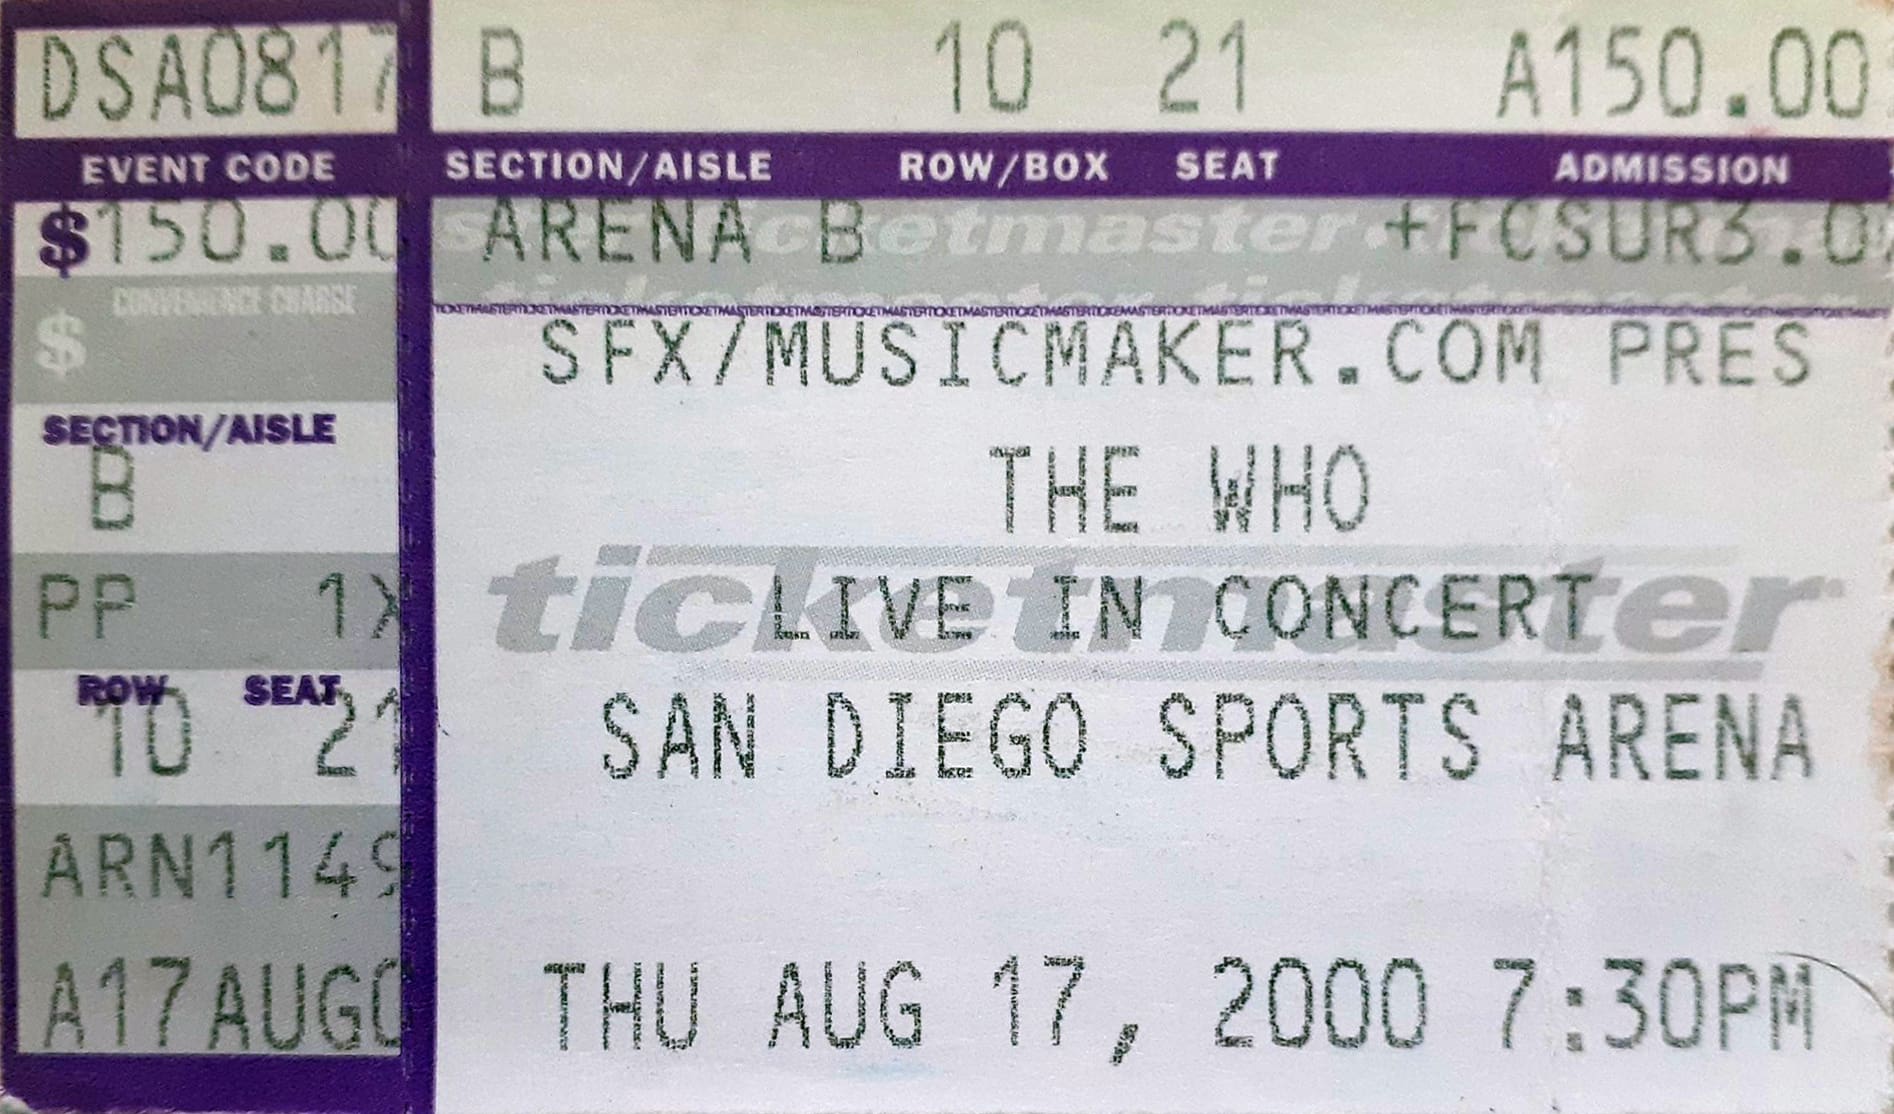 DSA0817 B 10 21 A150.00
EVENT CODE SECTION/AISLE ROW/BOX SEAT ADMISSION
$150.00 ARENA B +FCSUR3.0
CONVENIENCE CHARGE
$
SECTION/AISLE
B
PP 1X
ROW SEAT
10 21
ARN1149
A17AUG0
SFX/MUSICMAKER.COM PRES
THE WHO
ticketmaster
LIVE IN CONCERT
SAN DIEGO SPORTS ARENA
THU AUG 17, 2000 7:30PM